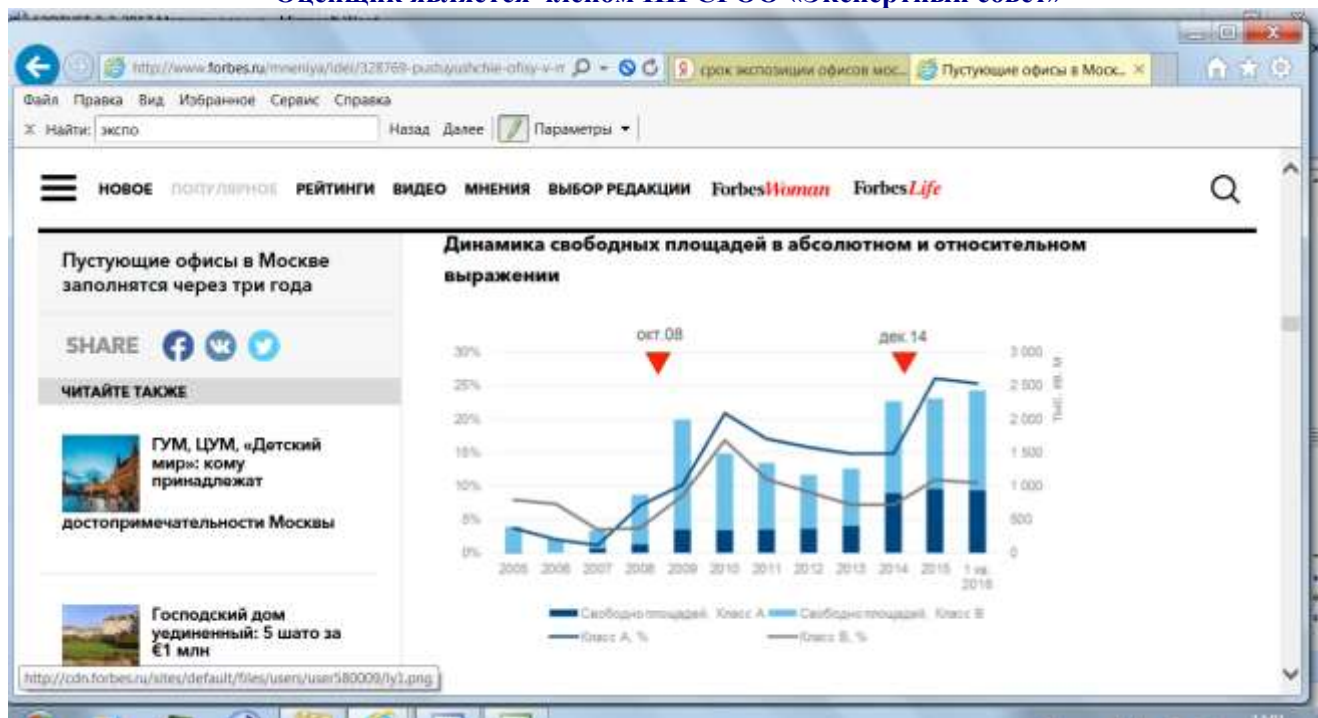 Оценщик является членом НП СРОО «Экспертный совет»
http://www.forbes.ru/mneniya/idei/328769-pustuyushchie-ofisy-v-m
срок экспозиции офисов мос...
Пустующие офисы в Моск...
Файл Правка Вид Избранное Сервис Справка
X Найти: экспо Назад Далее Параметры
НОВОЕ ПОПУЛЯРНОЕ РЕЙТИНГИ ВИДЕО МНЕНИЯ ВЫБОР РЕДАКЦИИ ForbesWoman ForbesLife
Пустующие офисы в Москве
заполнятся через три года
SHARE
ЧИТАЙТЕ ТАКЖЕ
ГУМ, ЦУМ, «Детский
мир»: кому
принадлежат
достопримечательности Москвы
Господский дом
уединенный: 5 шато за
€1 млн
Динамика свободных площадей в абсолютном и относительном
выражении
окт.08 дек.14
30% 3 000
25% 2 500
20% 2 000
15% 1 500
10% 1 000
5% 500
0% 0
тыс. кв. м
2005 2006 2007 2008 2009 2010 2011 2012 2013 2014 2015 1 кв.
2016
Свободно площадей, Класс A Свободно площадей, Класс B
Класс A, % Класс B, %
http://cdn.forbes.ru/sites/default/files/users/user580009/ly1.png